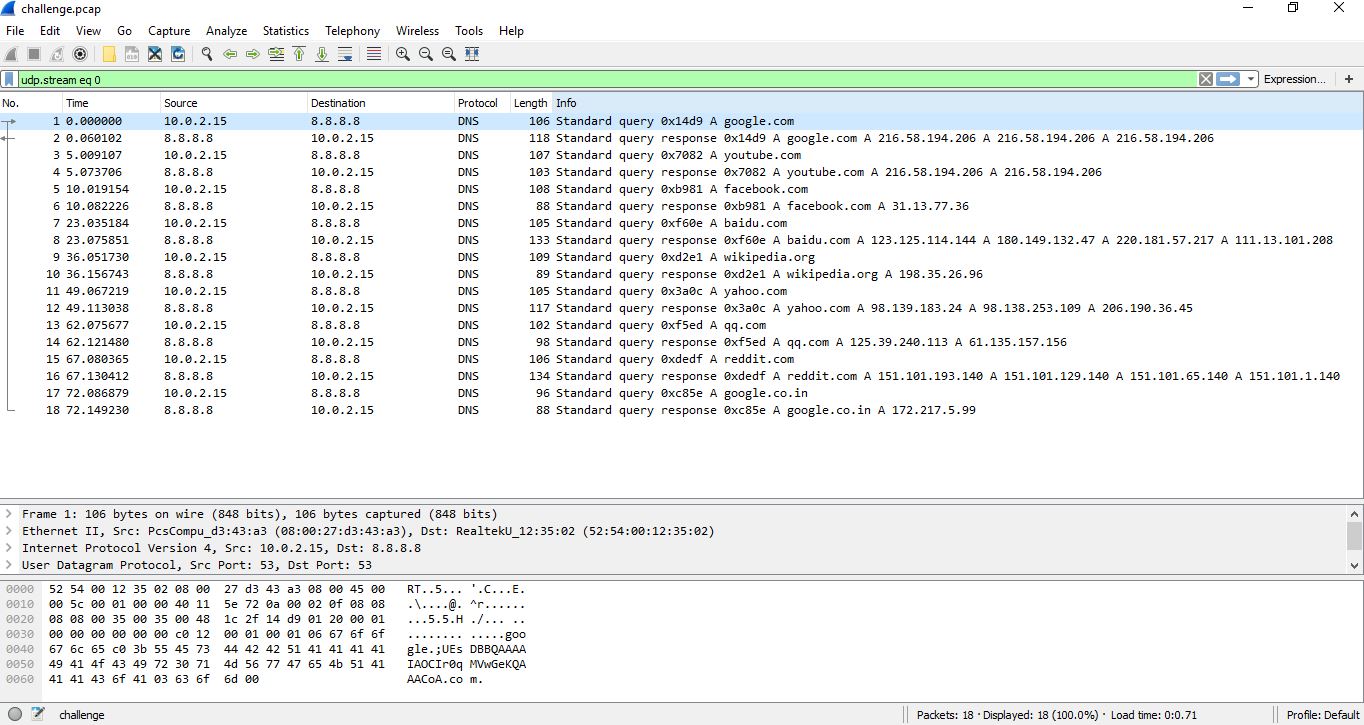 challenge.pcap
File Edit View Go Capture Analyze Statistics Telephony Wireless Tools Help
udp.stream eq 0 Expression... +
No. Time Source Destination Protocol Length Info
1 0.000000 10.0.2.15 8.8.8.8 DNS 106 Standard query 0x14d9 A google.com
2 0.060102 8.8.8.8 10.0.2.15 DNS 118 Standard query response 0x14d9 A google.com A 216.58.194.206 A 216.58.194.206 A 216.58.194.206
3 5.009107 10.0.2.15 8.8.8.8 DNS 107 Standard query 0x7082 A youtube.com
4 5.073706 8.8.8.8 10.0.2.15 DNS 103 Standard query response 0x7082 A youtube.com A 216.58.194.206 A 216.58.194.206
5 10.019154 10.0.2.15 8.8.8.8 DNS 108 Standard query 0xb981 A facebook.com
6 10.082226 8.8.8.8 10.0.2.15 DNS 88 Standard query response 0xb981 A facebook.com A 31.13.77.36
7 23.035184 10.0.2.15 8.8.8.8 DNS 105 Standard query 0xf60e A baidu.com
8 23.075851 8.8.8.8 10.0.2.15 DNS 133 Standard query response 0xf60e A baidu.com A 123.125.114.144 A 180.149.132.47 A 220.181.57.217 A 111.13.101.208
9 36.051730 10.0.2.15 8.8.8.8 DNS 109 Standard query 0xd2e1 A wikipedia.org
10 36.156743 8.8.8.8 10.0.2.15 DNS 89 Standard query response 0xd2e1 A wikipedia.org A 198.35.26.96
11 49.067219 10.0.2.15 8.8.8.8 DNS 105 Standard query 0x3a0c A yahoo.com
12 49.113038 8.8.8.8 10.0.2.15 DNS 117 Standard query response 0x3a0c A yahoo.com A 98.139.183.24 A 98.138.253.109 A 206.190.36.45
13 62.075677 10.0.2.15 8.8.8.8 DNS 102 Standard query 0xf5ed A qq.com
14 62.121480 8.8.8.8 10.0.2.15 DNS 98 Standard query response 0xf5ed A qq.com A 125.39.240.113 A 61.135.157.156
15 67.080365 10.0.2.15 8.8.8.8 DNS 106 Standard query 0xdedf A reddit.com
16 67.130412 8.8.8.8 10.0.2.15 DNS 134 Standard query response 0xdedf A reddit.com A 151.101.193.140 A 151.101.129.140 A 151.101.65.140 A 151.101.1.140
17 72.086879 10.0.2.15 8.8.8.8 DNS 96 Standard query 0xc85e A google.co.in
18 72.149230 8.8.8.8 10.0.2.15 DNS 88 Standard query response 0xc85e A google.co.in A 172.217.5.99
Frame 1: 106 bytes on wire (848 bits), 106 bytes captured (848 bits)
Ethernet II, Src: PcsCompu_d3:43:a3 (08:00:27:d3:43:a3), Dst: RealtekU_12:35:02 (52:54:00:12:35:02)
Internet Protocol Version 4, Src: 10.0.2.15, Dst: 8.8.8.8
User Datagram Protocol, Src Port: 53, Dst Port: 53
0000 52 54 00 12 35 02 08 00 27 d3 43 a3 08 00 45 00 RT..5... '.C...E.
0010 00 5c 00 01 00 00 40 11 5e 72 0a 00 02 0f 08 08 .\....@. ^r......
0020 08 08 00 35 00 35 00 48 1c 2f 14 d9 01 20 00 01 ...5.5.H ./... ..
0030 00 00 00 00 00 00 c0 12 00 01 00 01 06 67 6f 6f ........ .....goo
0040 67 6c 65 c0 3b 55 45 73 44 42 42 51 41 41 41 41 gle.;UEs DBBQAAAA
0050 49 41 4f 43 49 72 30 71 4d 56 77 47 65 4b 51 41 IAOCIr0q MVwGeKQA
0060 41 41 43 6f 41 03 63 6f 6d 00 AACoA.co m.
challenge Packets: 18 · Displayed: 18 (100.0%) · Load time: 0:0.71 Profile: Default